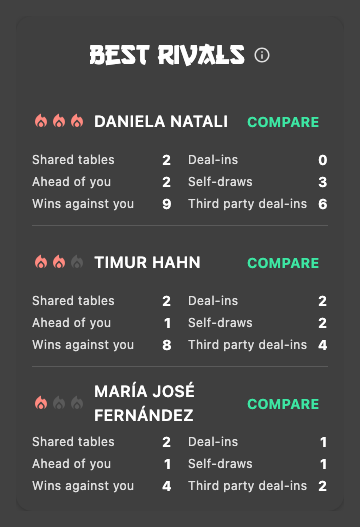 BEST RIVALS
DANIELA NATALI COMPARE
Shared tables 2 Deal-ins 0
Ahead of you 2 Self-draws 3
Wins against you 9 Third party deal-ins 6
TIMUR HAHN COMPARE
Shared tables 2 Deal-ins 2
Ahead of you 1 Self-draws 2
Wins against you 8 Third party deal-ins 4
MARÍA JOSÉ
FERNÁNDEZ COMPARE
Shared tables 2 Deal-ins 1
Ahead of you 1 Self-draws 1
Wins against you 4 Third party deal-ins 2